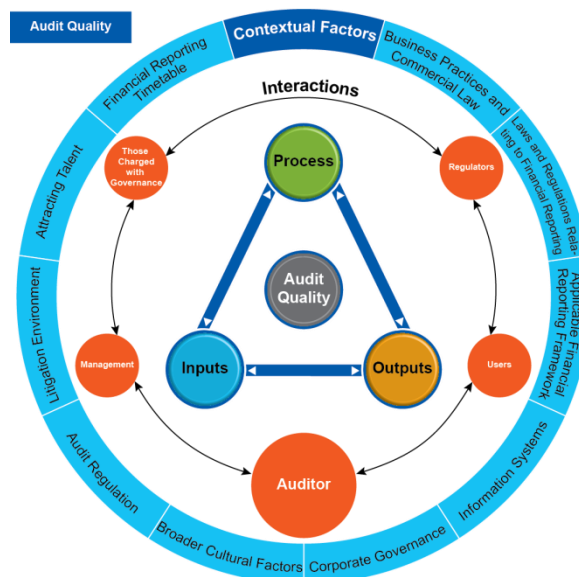 Audit Quality
Contextual Factors
Business Practices and
Commercial Law
Laws and Regulations Rela-
ting to Financial Reporting
Applicable Financial
Reporting Framework
Information Systems
Corporate Governance
Broader Cultural Factors
Audit Regulation
Litigation Environment
Attracting Talent
Financial Reporting
Timetable
Interactions
Those
Charged with
Governance
Process
Regulators
Audit
Quality
Management
Inputs
Outputs
Users
Auditor